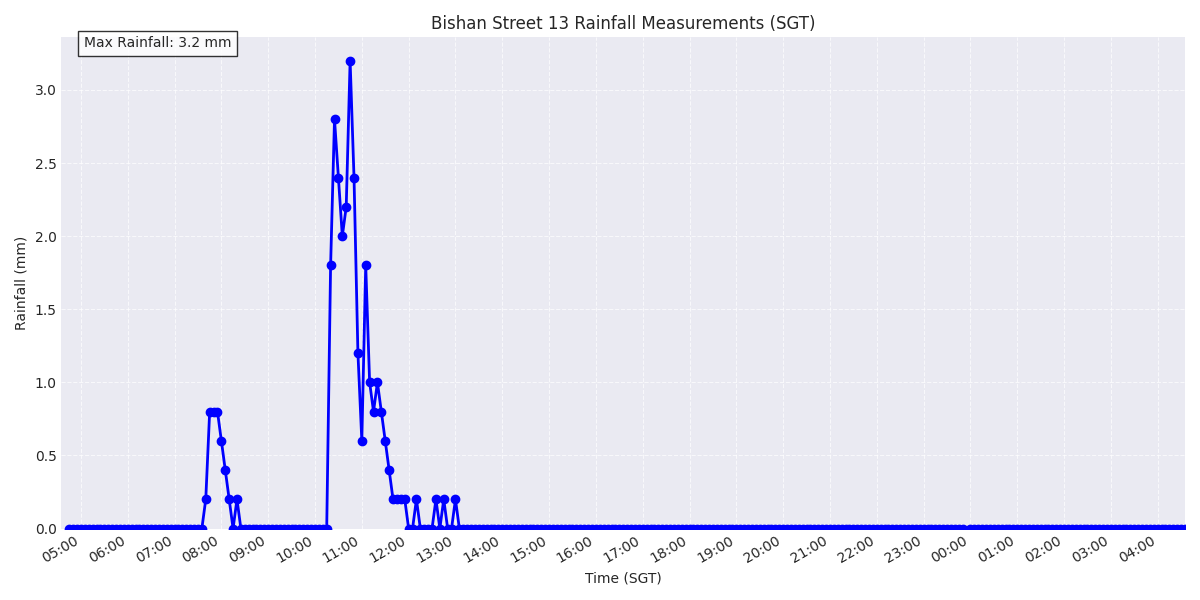 Bishan Street 13 Rainfall Measurements (SGT)
Max Rainfall: 3.2 mm
Rainfall (mm)
3.0
2.5
2.0
1.5
1.0
0.5
0.0
05:00 06:00 07:00 08:00 09:00 10:00 11:00 12:00 13:00 14:00 15:00 16:00 17:00 18:00 19:00 20:00 21:00 22:00 23:00 00:00 01:00 02:00 03:00 04:00
Time (SGT)